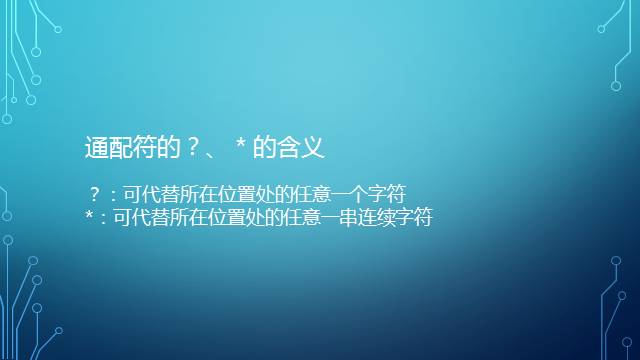 通配符的？、＊的含义
？：可代替所在位置处的任意一个字符
*：可代替所在位置处的任意一串连续字符